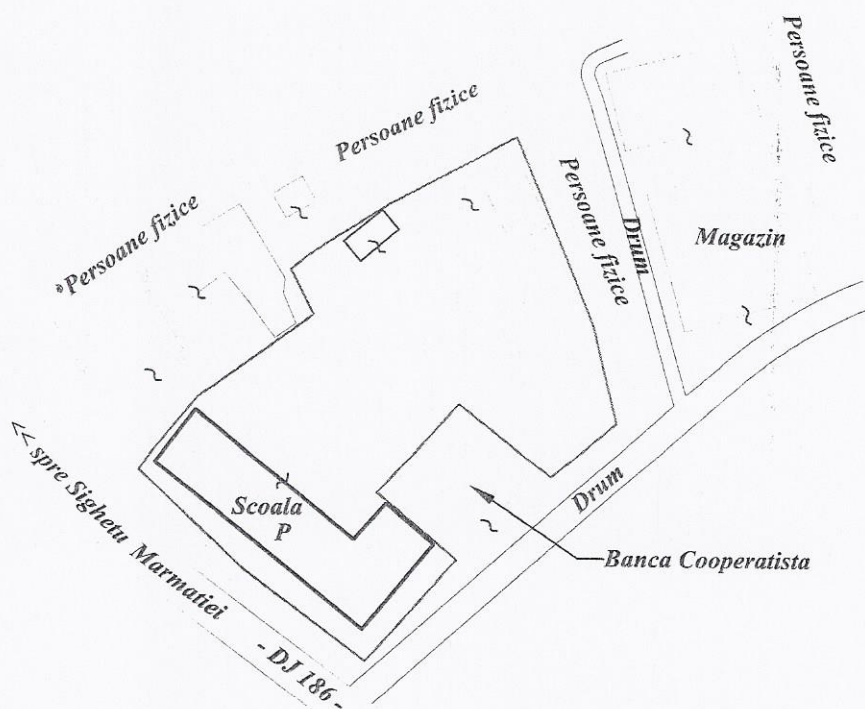 Persoane fizice
Persoane fizice
Persoane fizice
Persoane fizice
Drum
Magazin
<< spre Sighetu Marmatiei
Scoala
P
Drum
Banca Cooperatista
- DJ 186 -